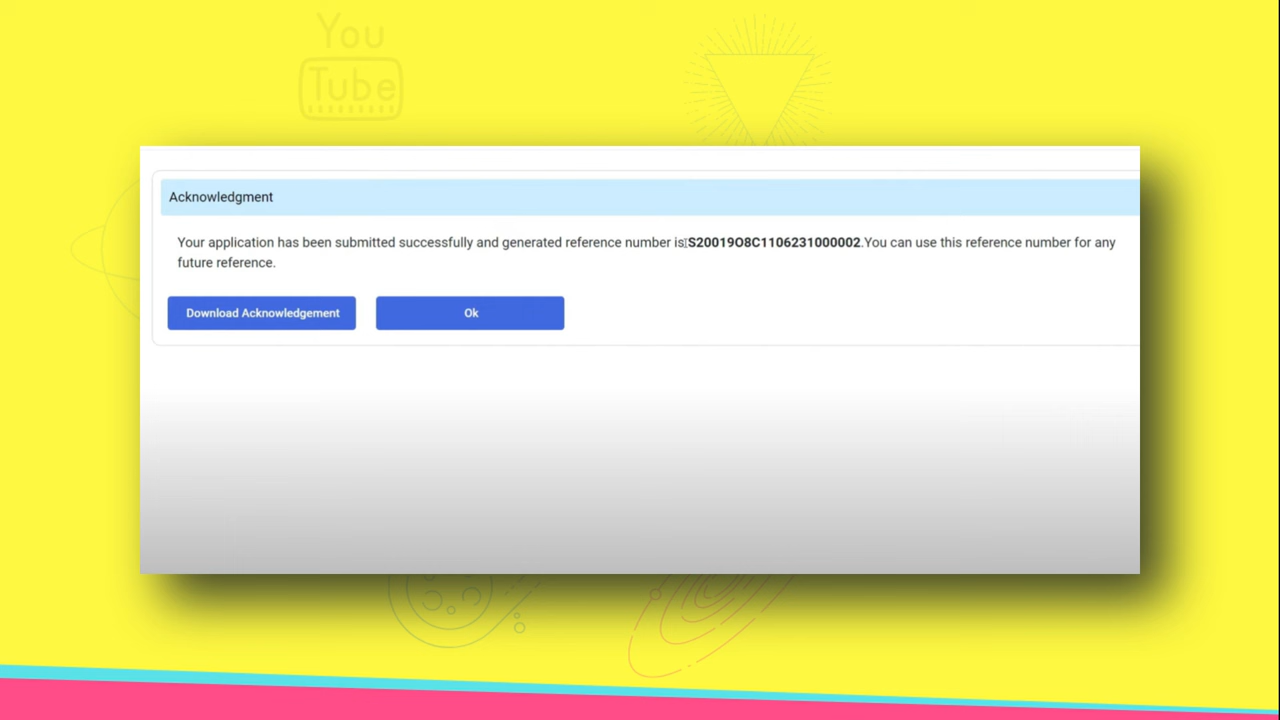 You
Tube
Acknowledgment
Your application has been submitted successfully and generated reference number is:S20019O8C1106231000002.You can use this reference number for any
future reference.
Download Acknowledgement
Ok